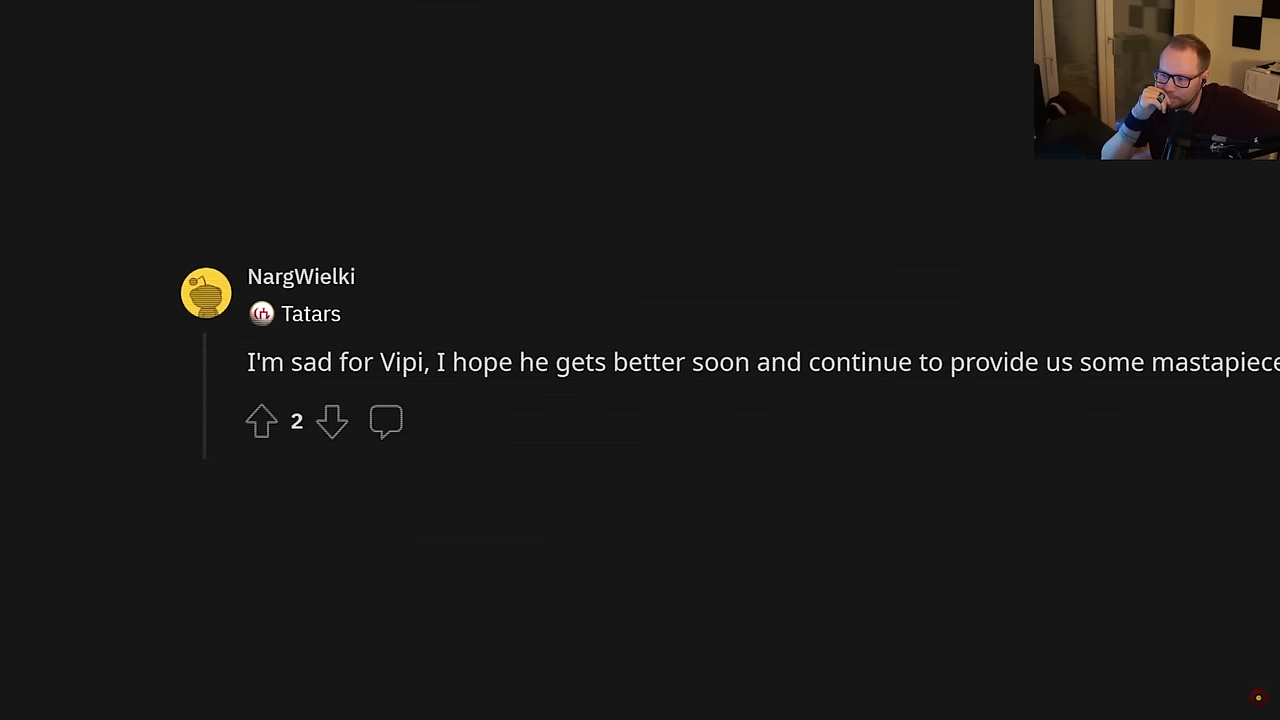 NargWielki
Tatars
I'm sad for Vipi, I hope he gets better soon and continue to provide us some mastapiece
2